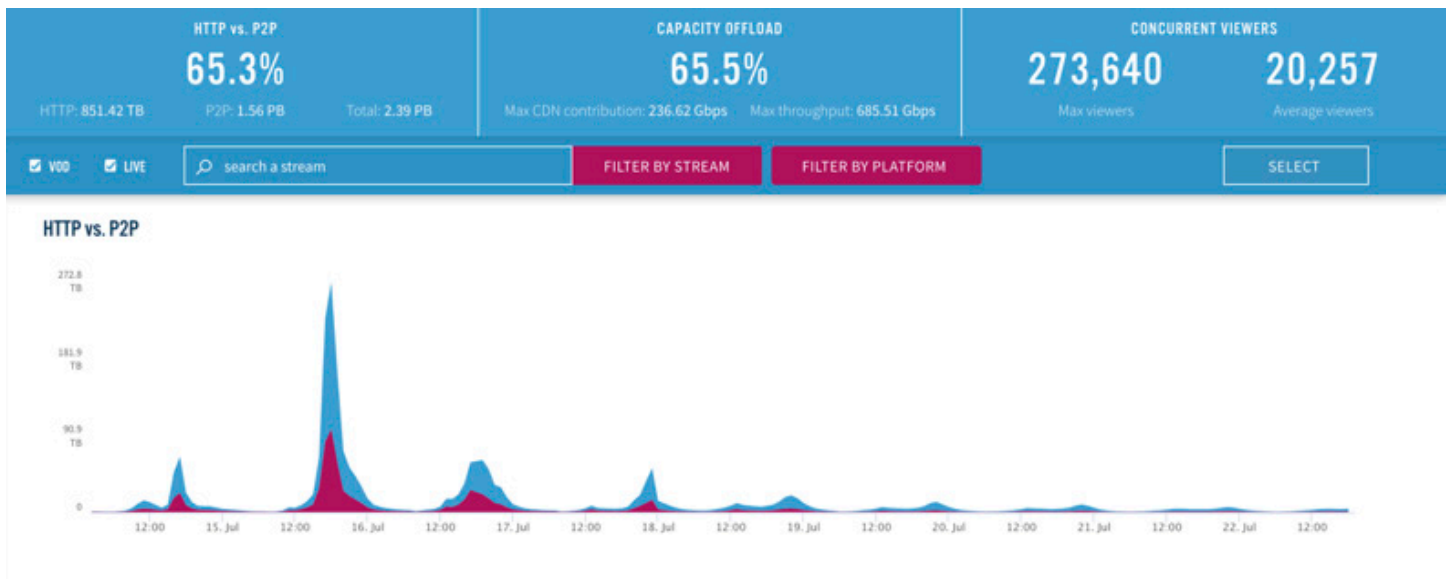 HTTP vs. P2P
65.3%
HTTP: 851.42 TB P2P: 1.56 PB Total: 2.39 PB
CAPACITY OFFLOAD
65.5%
Max CDN contribution: 236.62 Gbps Max throughput: 685.51 Gbps
CONCURRENT VIEWERS
273,640 20,257
Max viewers Average viewers
VOD LIVE search a stream FILTER BY STREAM FILTER BY PLATFORM SELECT
HTTP vs. P2P
272.8
TB
181.9
TB
90.9
TB
0
12:00 15. Jul 12:00 16. Jul 12:00 17. Jul 12:00 18. Jul 12:00 19. Jul 12:00 20. Jul 12:00 21. Jul 12:00 22. Jul 12:00